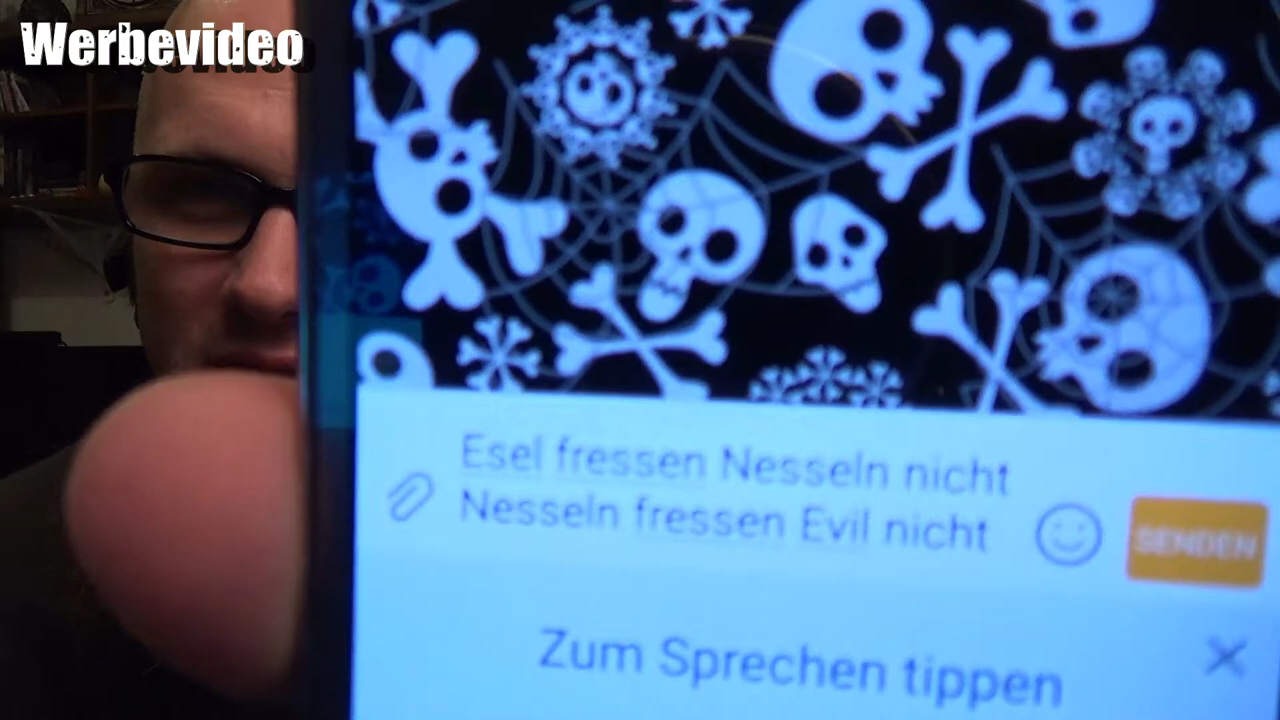 Werbevideo
Esel fressen Nesseln nicht
Nesseln fressen Evil nicht
SENDEN
Zum Sprechen tippen